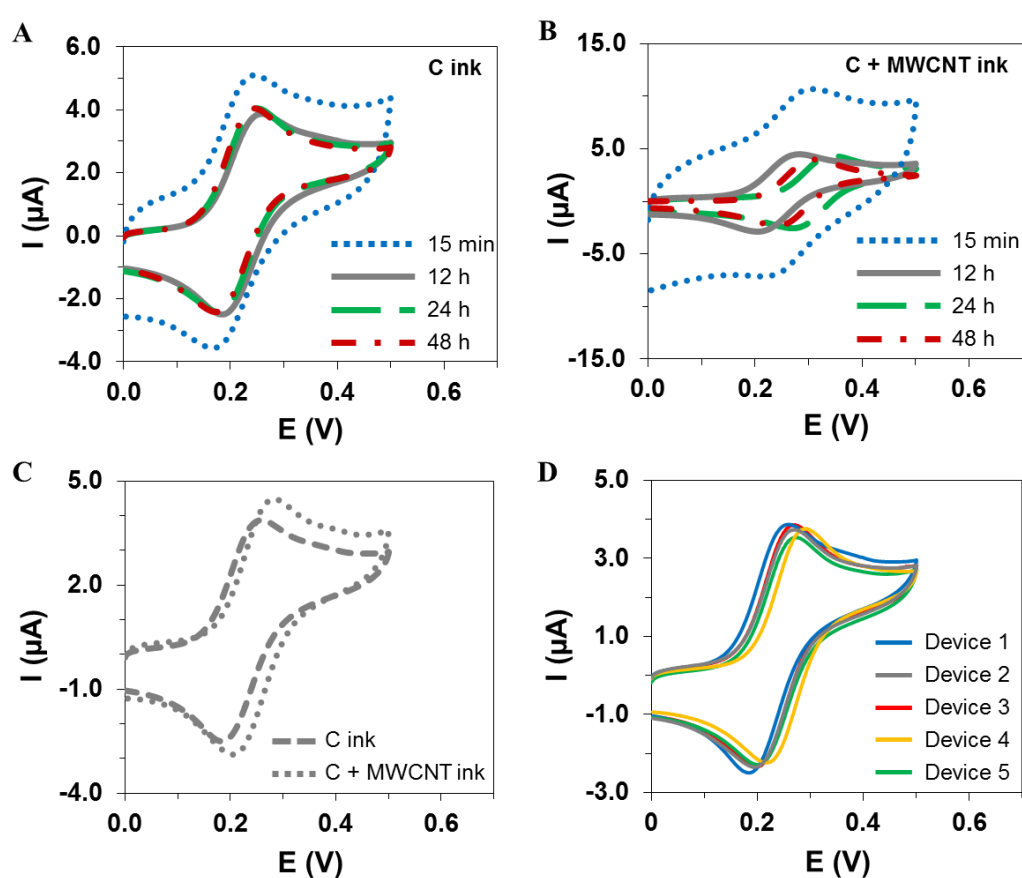 A
C ink
6.0
4.0
2.0
0.0
-2.0
-4.0
I (µA)
15 min
12 h
24 h
48 h
0.0 0.2 0.4 0.6
E (V)
B
C + MWCNT ink
15.0
5.0
-5.0
-15.0
I (µA)
15 min
12 h
24 h
48 h
0.0 0.2 0.4 0.6
E (V)
C
5.0
2.0
-1.0
-4.0
I (µA)
C ink
C + MWCNT ink
0.0 0.2 0.4 0.6
E (V)
D
5.0
3.0
1.0
-1.0
-3.0
I (µA)
Device 1
Device 2
Device 3
Device 4
Device 5
0 0.2 0.4 0.6
E (V)